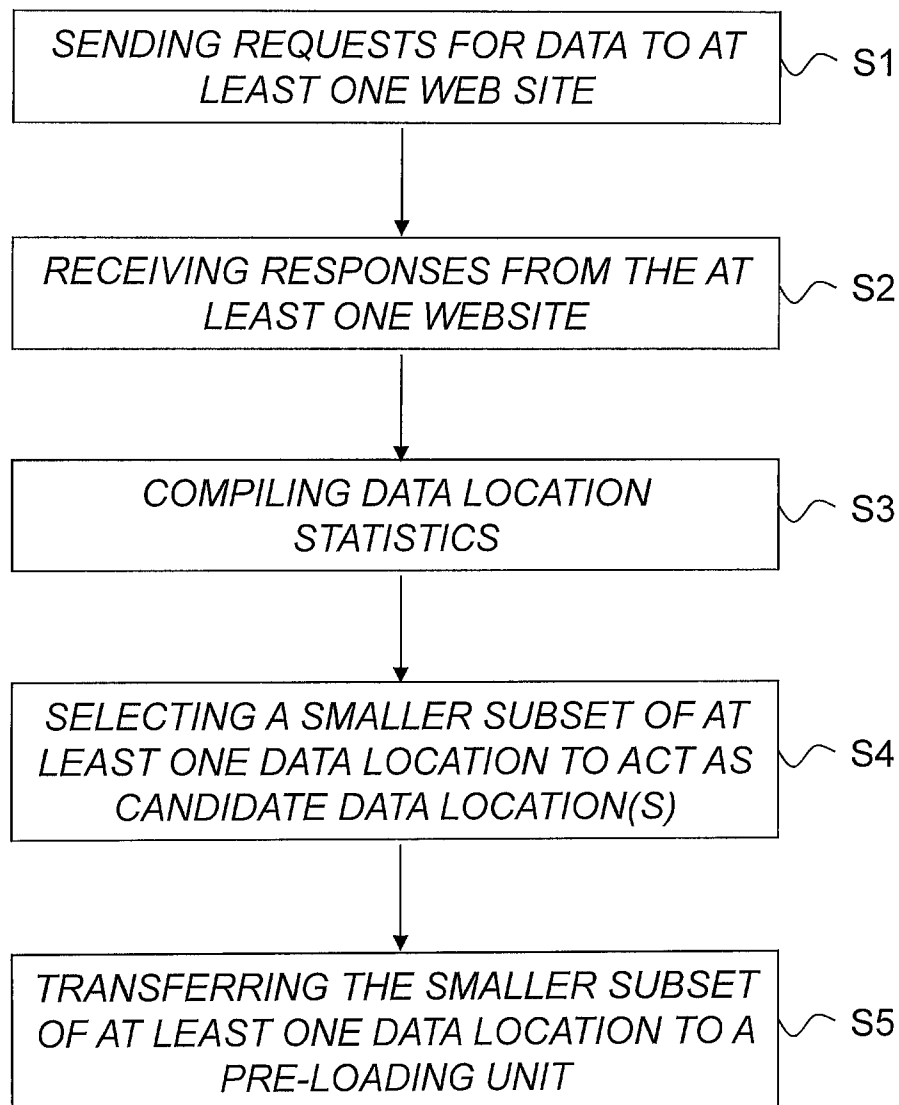 SENDING REQUESTS FOR DATA TO AT
LEAST ONE WEB SITE
S1
RECEIVING RESPONSES FROM THE AT
LEAST ONE WEBSITE
S2
COMPILING DATA LOCATION
STATISTICS
S3
SELECTING A SMALLER SUBSET OF AT
LEAST ONE DATA LOCATION TO ACT AS
CANDIDATE DATA LOCATION(S)
S4
TRANSFERRING THE SMALLER SUBSET
OF AT LEAST ONE DATA LOCATION TO A
PRE-LOADING UNIT
S5